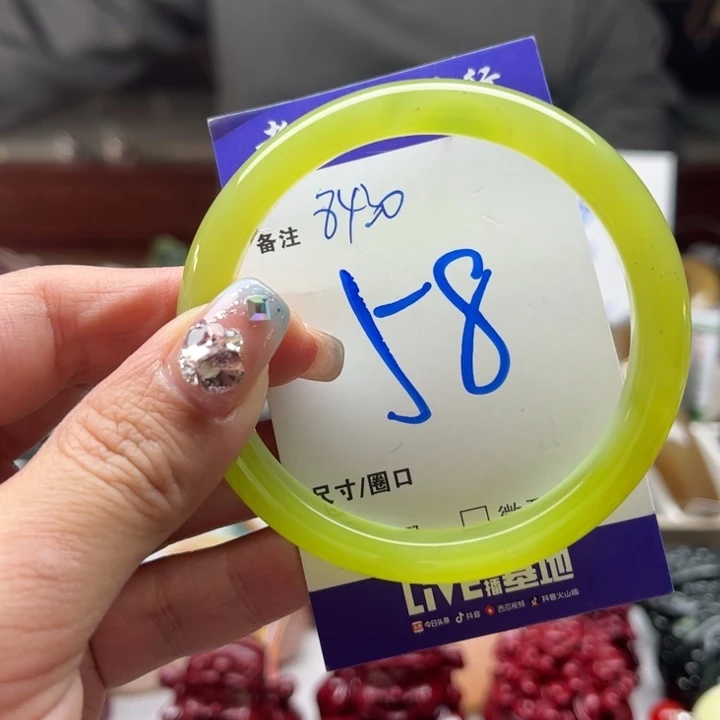 备注 8430
58
尺寸/圈口
LIVE播基地
今日头条 抖音 西瓜视频 抖音火山版